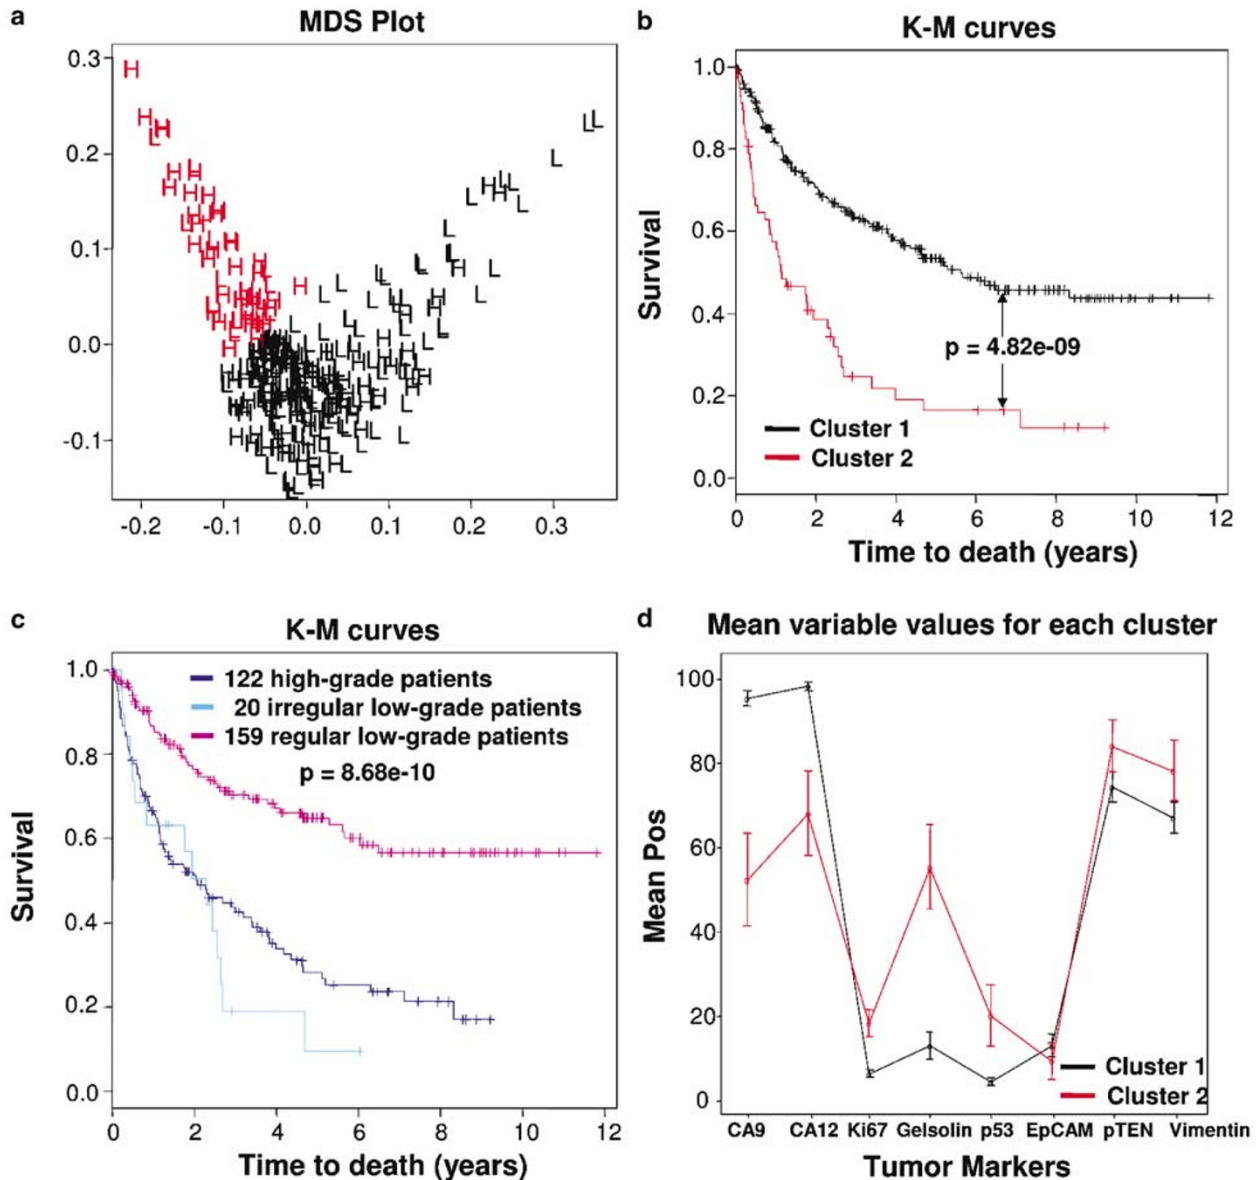 a
MDS Plot
0.3
0.2
0.1
0.0
-0.1
-0.2 -0.1 0.0 0.1 0.2 0.3
b
K-M curves
Survival
1.0
0.8
0.6
0.4
0.2
0.0
p = 4.82e-09
Cluster 1
Cluster 2
0 2 4 6 8 10 12
Time to death (years)
c
K-M curves
Survival
1.0
0.8
0.6
0.4
0.2
0.0
122 high-grade patients
20 irregular low-grade patients
159 regular low-grade patients
p = 8.68e-10
0 2 4 6 8 10 12
Time to death (years)
d
Mean variable values for each cluster
Mean Pos
100
80
60
40
20
0
Cluster 1
Cluster 2
CA9 CA12 Ki67 Gelsolin p53 EpCAM pTEN Vimentin
Tumor Markers